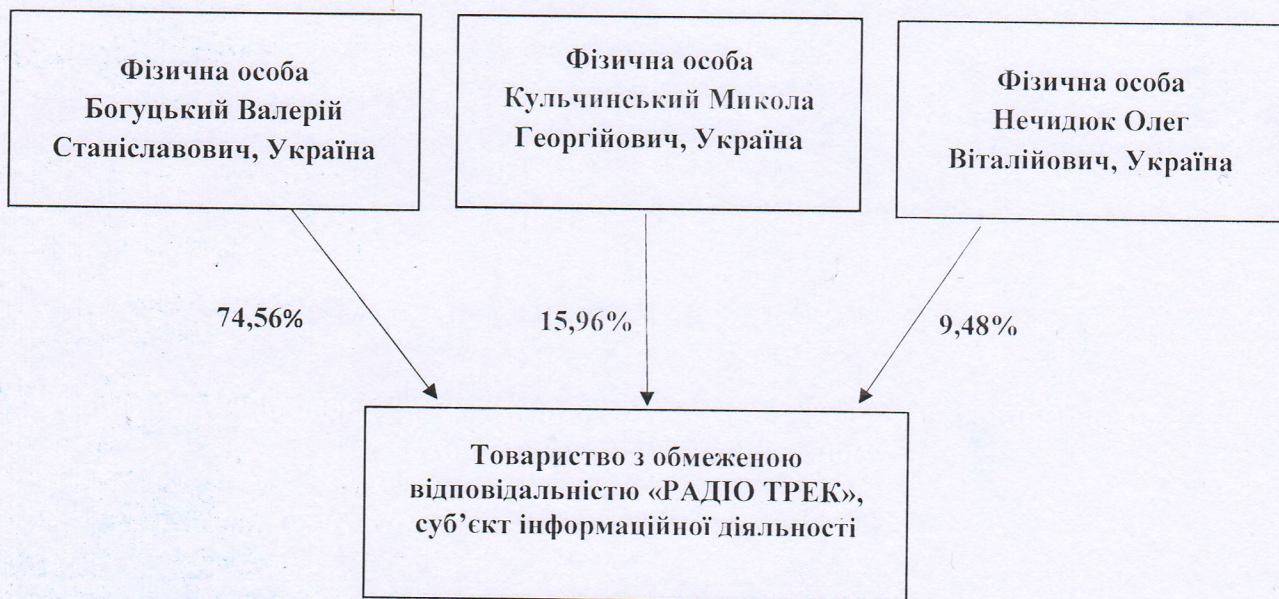 Фізична особа
Богуцький Валерій
Станіславович, Україна
Фізична особа
Кульчинський Микола
Георгійович, Україна
Фізична особа
Нечидюк Олег
Віталійович, Україна
74,56%
15,96%
9,48%
Товариство з обмеженою
відповідальністю «РАДІО ТРЕК»,
суб’єкт інформаційної діяльності